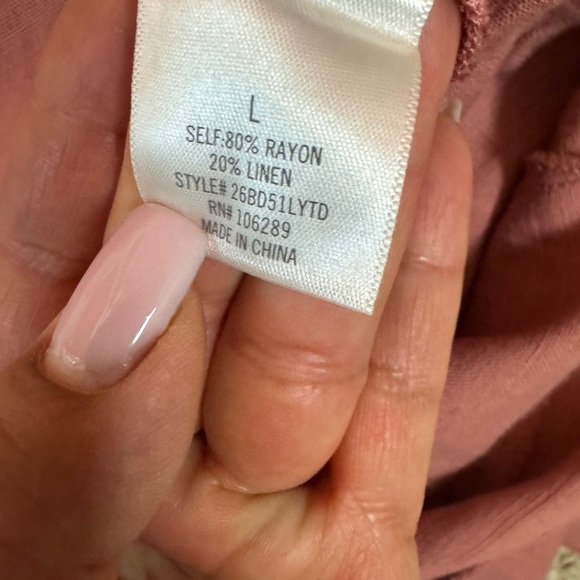 L
SELF:80% RAYON
20% LINEN
STYLE# 26BD51LYTD
RN# 106289
MADE IN CHINA